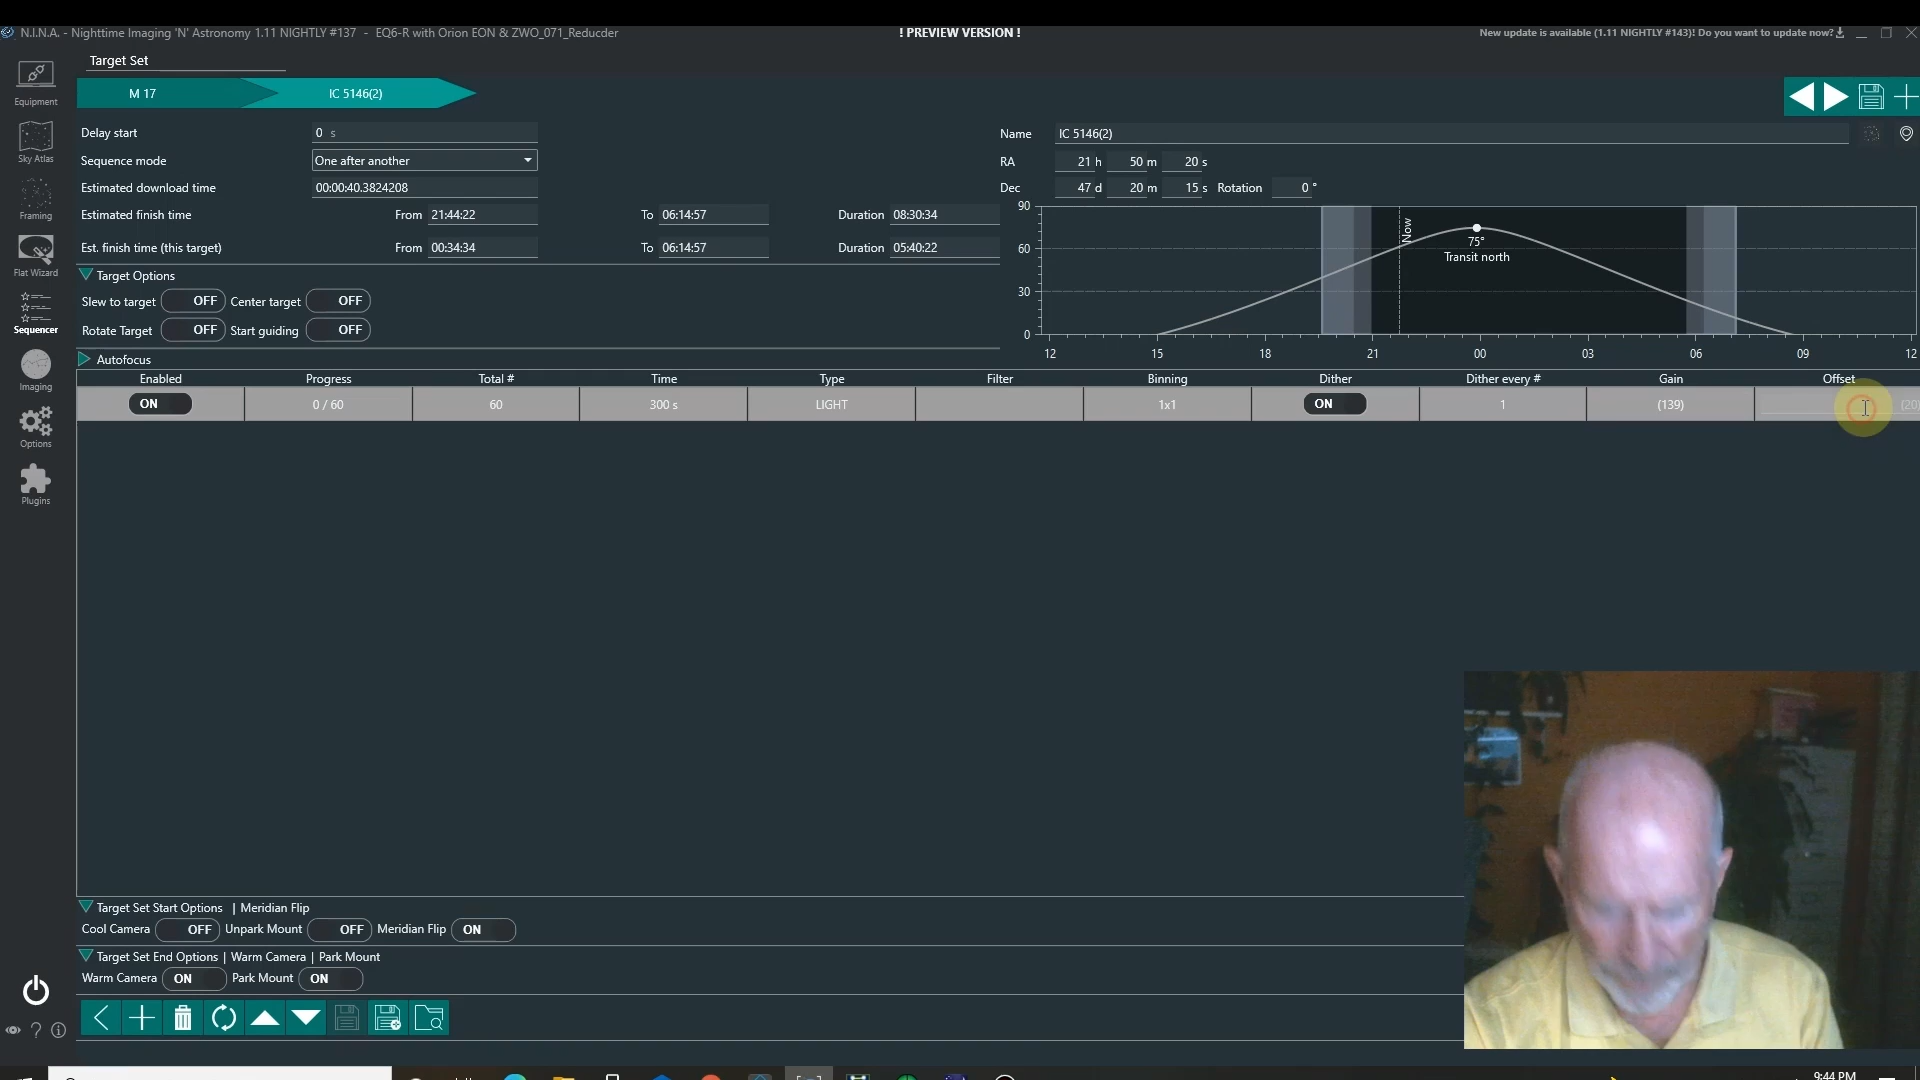 N.I.N.A. - Nighttime Imaging 'N' Astronomy 1.11 NIGHTLY #137 - EQ6-R with Orion EON & ZWO_071_Reducder
! PREVIEW VERSION !
New update is available (1.11 NIGHTLY #143)! Do you want to update now?
Target Set
M 17
IC 5146(2)
Equipment
Sky Atlas
Framing
Flat Wizard
Sequencer
Imaging
Options
Plugins
Delay start 0 s
Sequence mode One after another
Estimated download time 00:00:40.3824208
Estimated finish time From 21:44:22 To 06:14:57 Duration 08:30:34
Est. finish time (this target) From 00:34:34 To 06:14:57 Duration 05:40:22
Name IC 5146(2)
RA 21 h 50 m 20 s
Dec 47 d 20 m 15 s Rotation 0 °
90
60
30
0
Now
75°
Transit north
12 15 18 21 00 03 06 09 12
Target Options
Slew to target OFF Center target OFF
Rotate Target OFF Start guiding OFF
Autofocus
Enabled Progress Total # Time Type Filter Binning Dither Dither every # Gain Offset
ON 0 / 60 60 300 s LIGHT 1x1 ON 1 (139) (20)
Target Set Start Options | Meridian Flip
Cool Camera OFF Unpark Mount OFF Meridian Flip ON
Target Set End Options | Warm Camera | Park Mount
Warm Camera ON Park Mount ON
9:44 PM